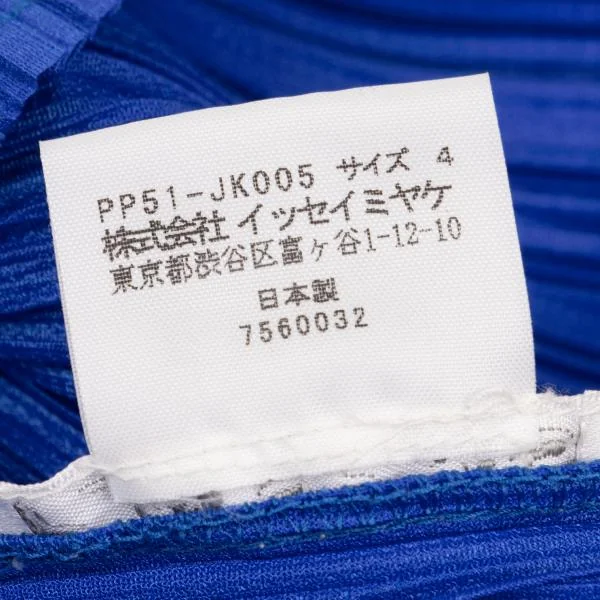 PP51-JK005 サイズ 4
株式会社 イッセイミヤケ
東京都渋谷区富ヶ谷1-12-10
日本製
7560032